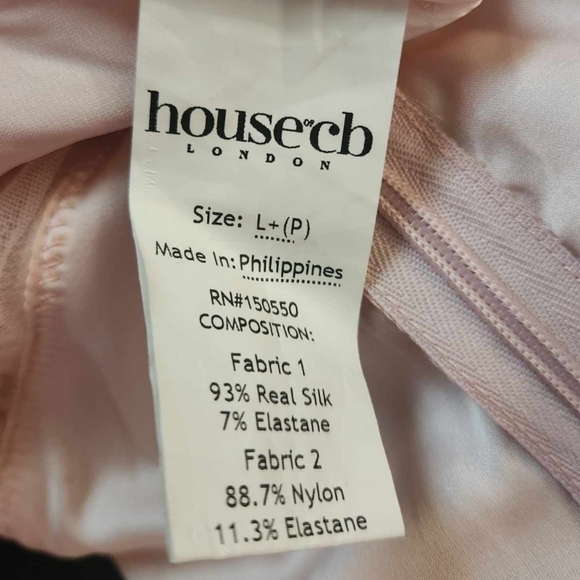 house OF cb
LONDON
Size: L+(P)
Made In: Philippines
RN#150550
COMPOSITION:
Fabric 1
93% Real Silk
7% Elastane
Fabric 2
88.7% Nylon
11.3% Elastane